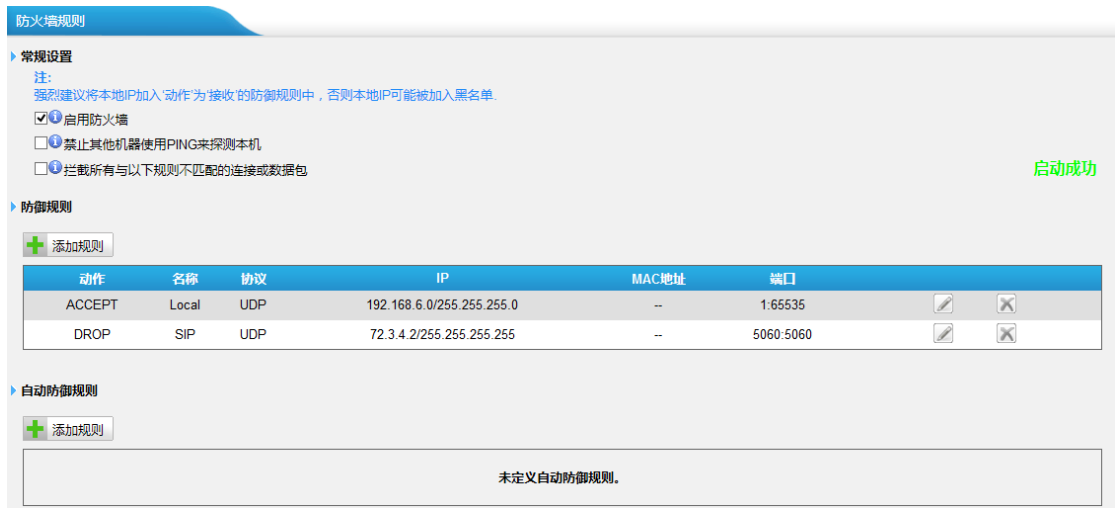 防火墙规则
常规设置
注:
强烈建议将本地IP加入‘动作’为‘接收’的防御规则中，否则本地IP可能被加入黑名单.
启用防火墙
禁止其他机器使用PING来探测本机
拦截所有与以下规则不匹配的连接或数据包
启动成功
防御规则
添加规则
动作 名称 协议 IP MAC地址 端口
ACCEPT Local UDP 192.168.6.0/255.255.255.0 -- 1:65535
DROP SIP UDP 72.3.4.2/255.255.255.255 -- 5060:5060
自动防御规则
添加规则
未定义自动防御规则。